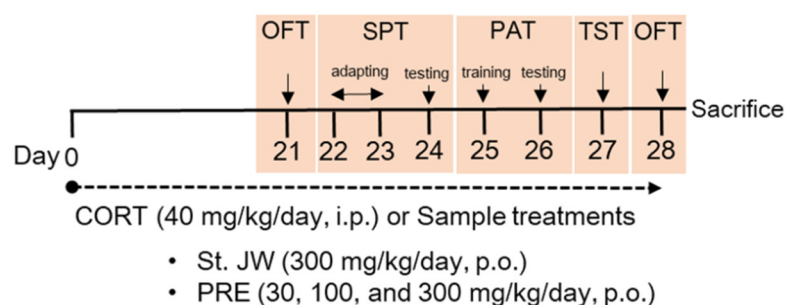 OFT SPT PAT TST OFT
adapting testing training testing
Sacrifice
Day 0 21 22 23 24 25 26 27 28
CORT (40 mg/kg/day, i.p.) or Sample treatments
• St. JW (300 mg/kg/day, p.o.)
• PRE (30, 100, and 300 mg/kg/day, p.o.)